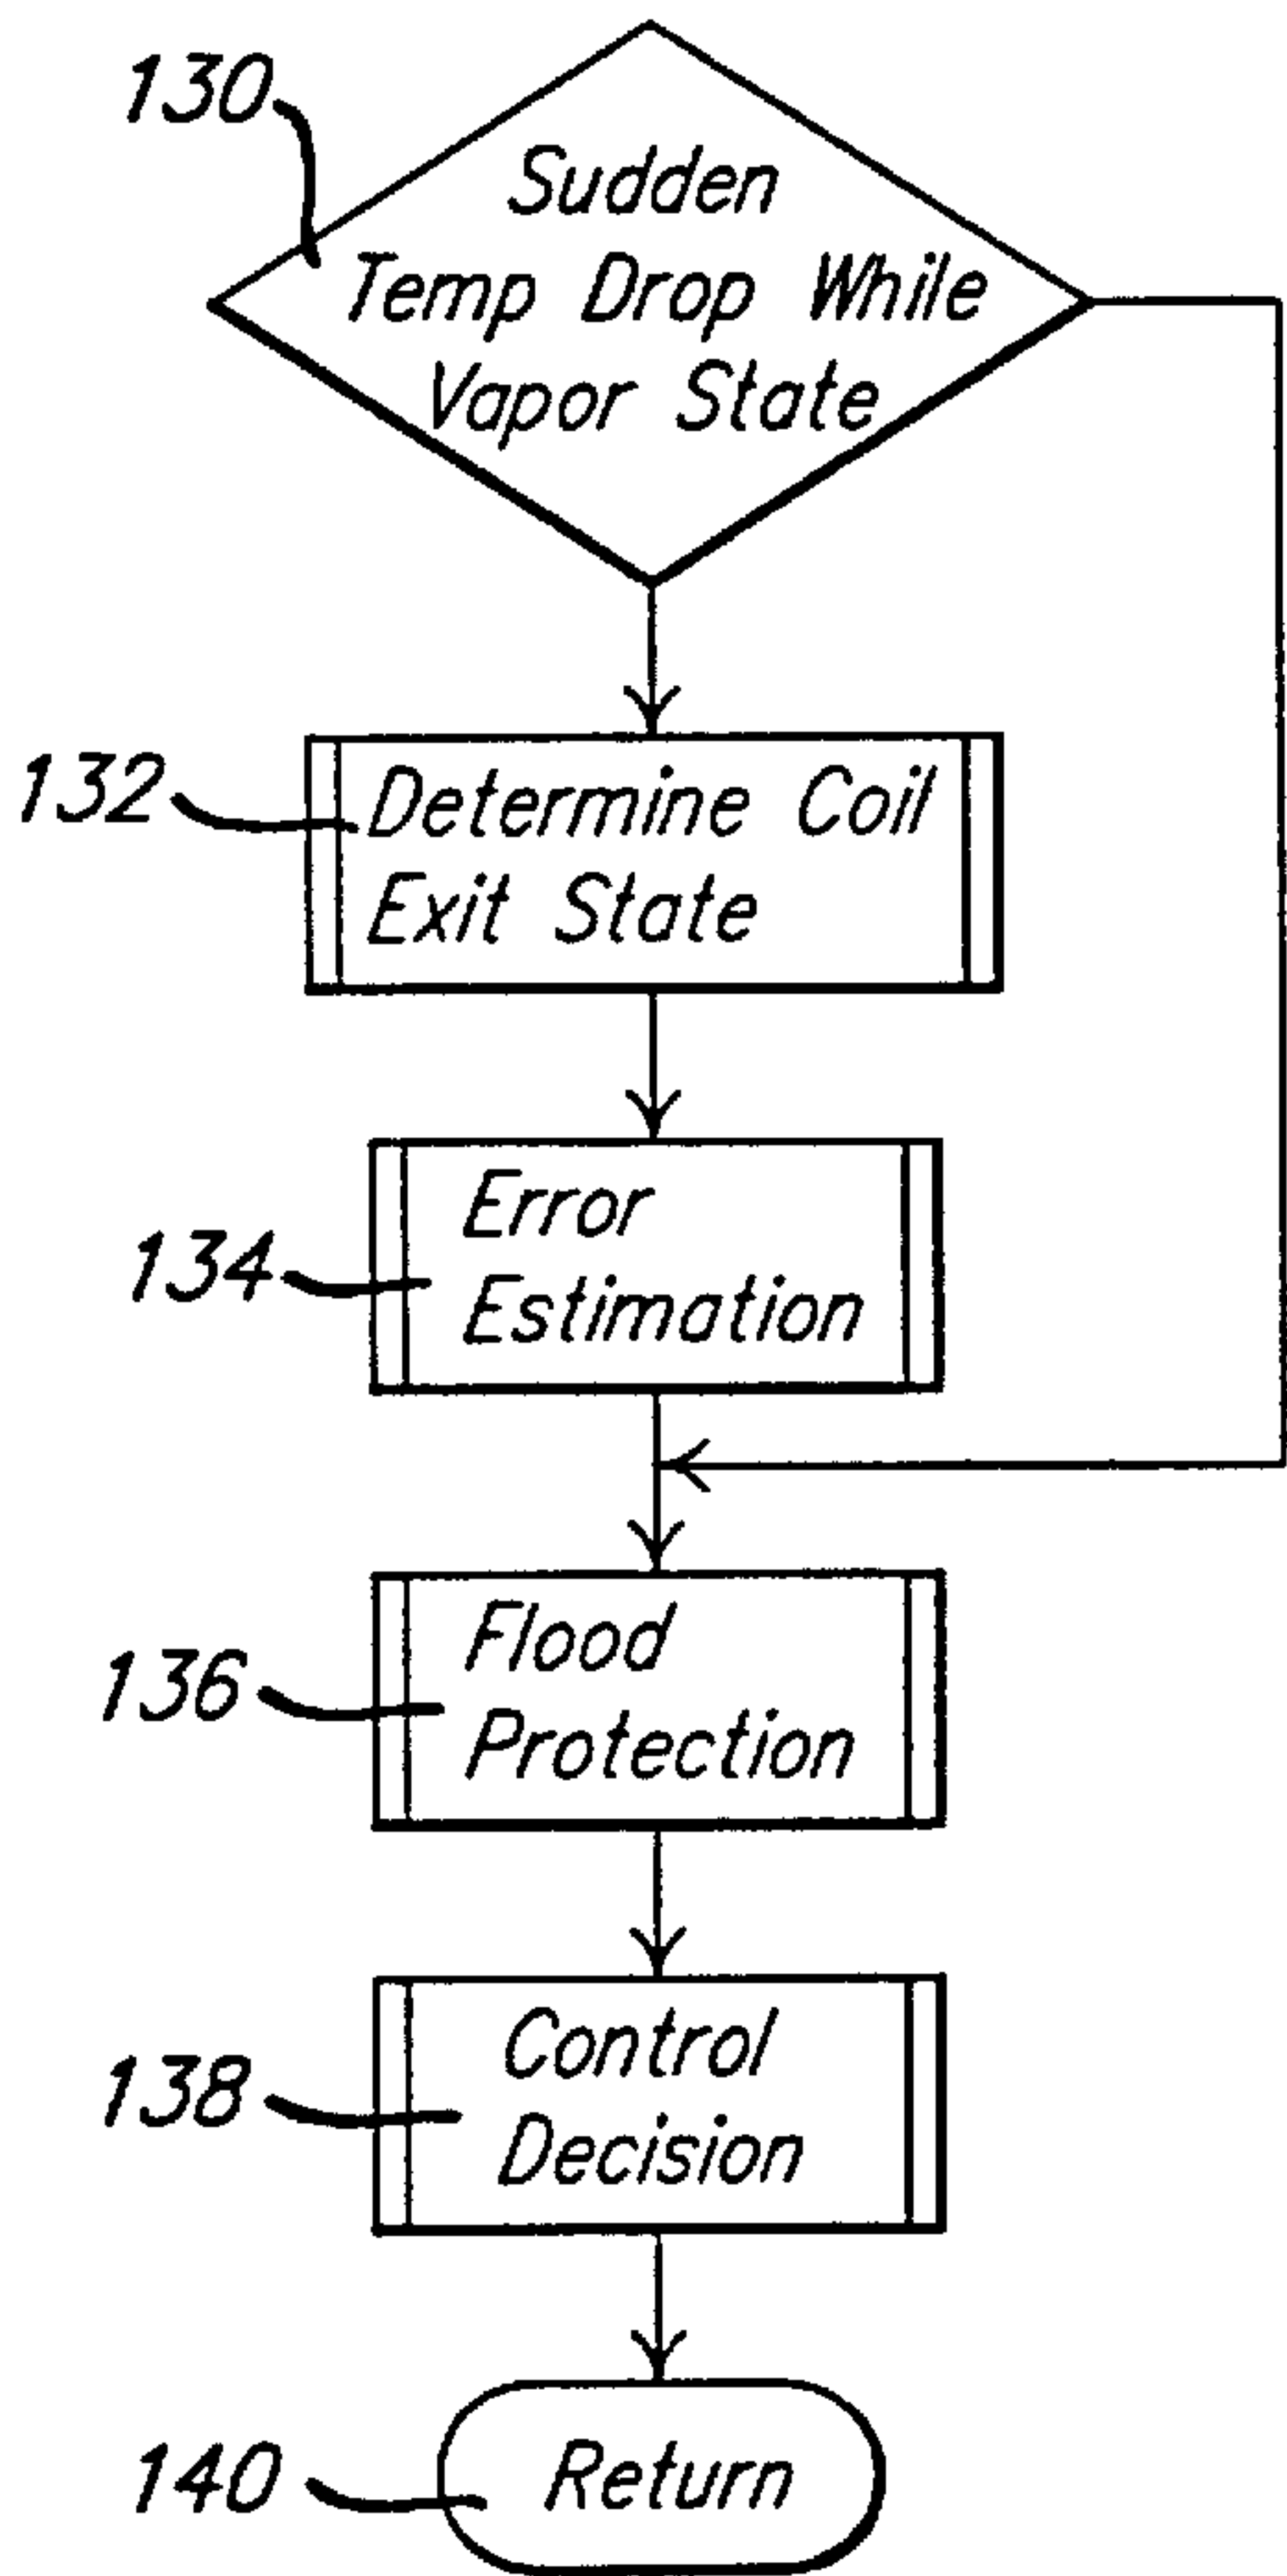 130
Sudden
Temp Drop While
Vapor State
132
Determine Coil
Exit State
134
Error
Estimation
136
Flood
Protection
138
Control
Decision
140
Return